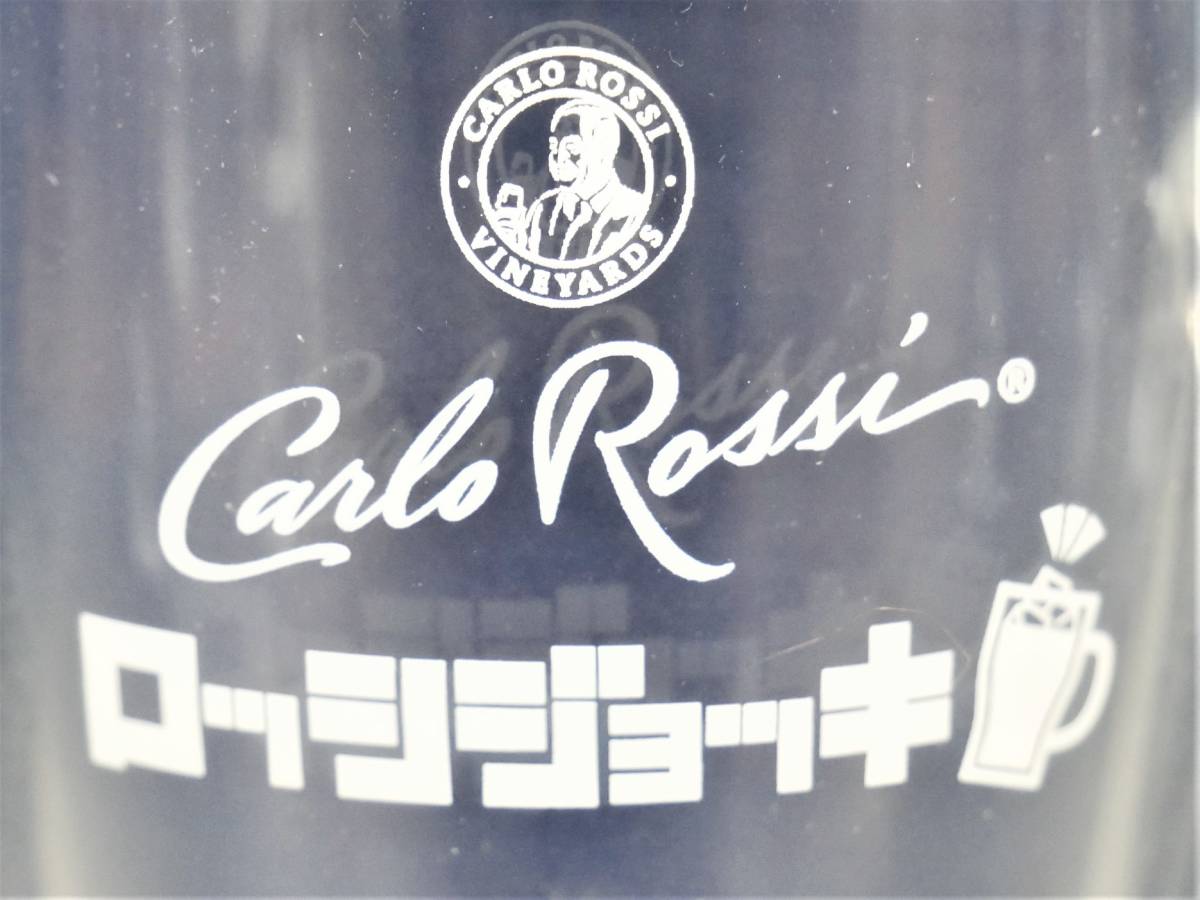 CARLO ROSSI
VINEYARDS
Carlo Rossi®
ロッシジョッキ